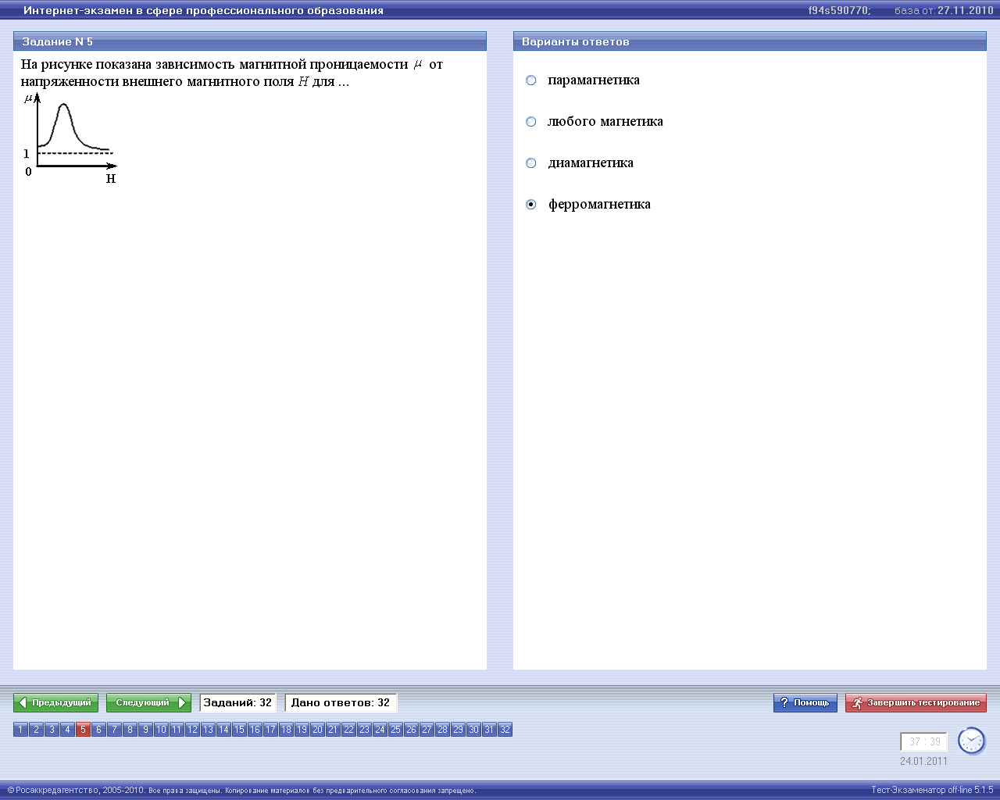 Интернет-экзамен в сфере профессионального образования
f94s590770; база от: 27.11.2010
Задание N 5
На рисунке показана зависимость магнитной проницаемости μ от
напряженности внешнего магнитного поля H для ...
μ
1
0
H
Варианты ответов
парамагнетика
любого магнетика
диамагнетика
ферромагнетика
Предыдущий Следующий Заданий: 32 Дано ответов: 32 ? Помощь Завершить тестирование
1 2 3 4 5 6 7 8 9 10 11 12 13 14 15 16 17 18 19 20 21 22 23 24 25 26 27 28 29 30 31 32
37 : 39
24.01.2011
© Росаккредагентство, 2005-2010. Все права защищены. Копирование материалов без предварительного согласования запрещено.
Тест-Экзаменатор off-line 5.1.5